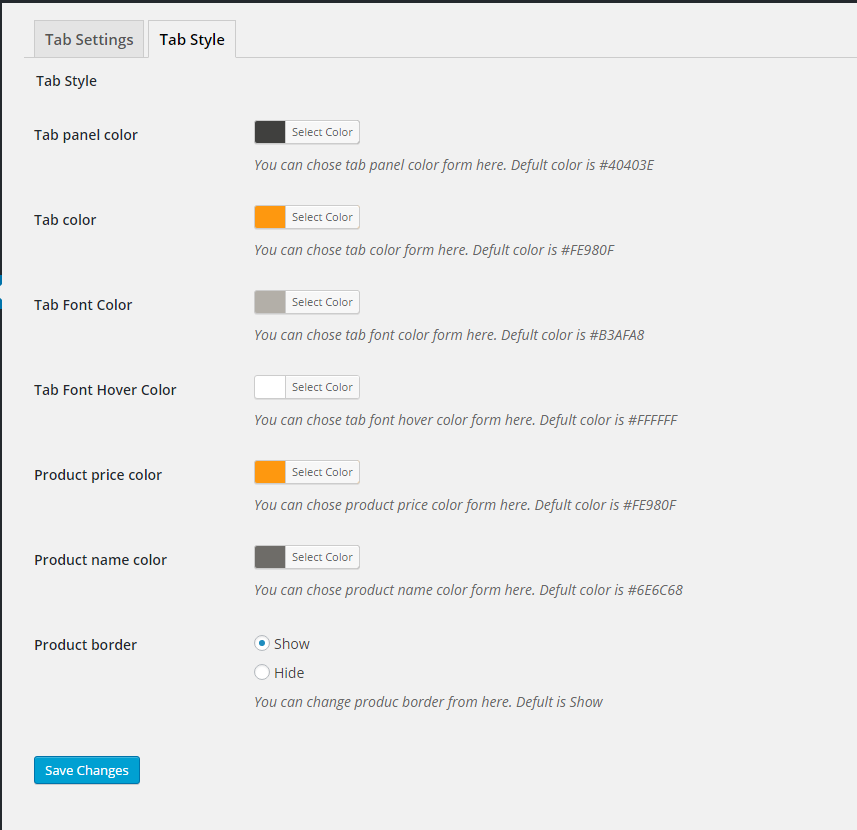 Tab Settings Tab Style
Tab Style
Tab panel color Select Color
You can chose tab panel color form here. Defult color is #40403E
Tab color Select Color
You can chose tab color form here. Defult color is #FE980F
Tab Font Color Select Color
You can chose tab font color form here. Defult color is #B3AFA8
Tab Font Hover Color Select Color
You can chose tab font hover color form here. Defult color is #FFFFFF
Product price color Select Color
You can chose product price color form here. Defult color is #FE980F
Product name color Select Color
You can chose product name color form here. Defult color is #6E6C68
Product border Show
Hide
You can change produc border from here. Defult is Show
Save Changes